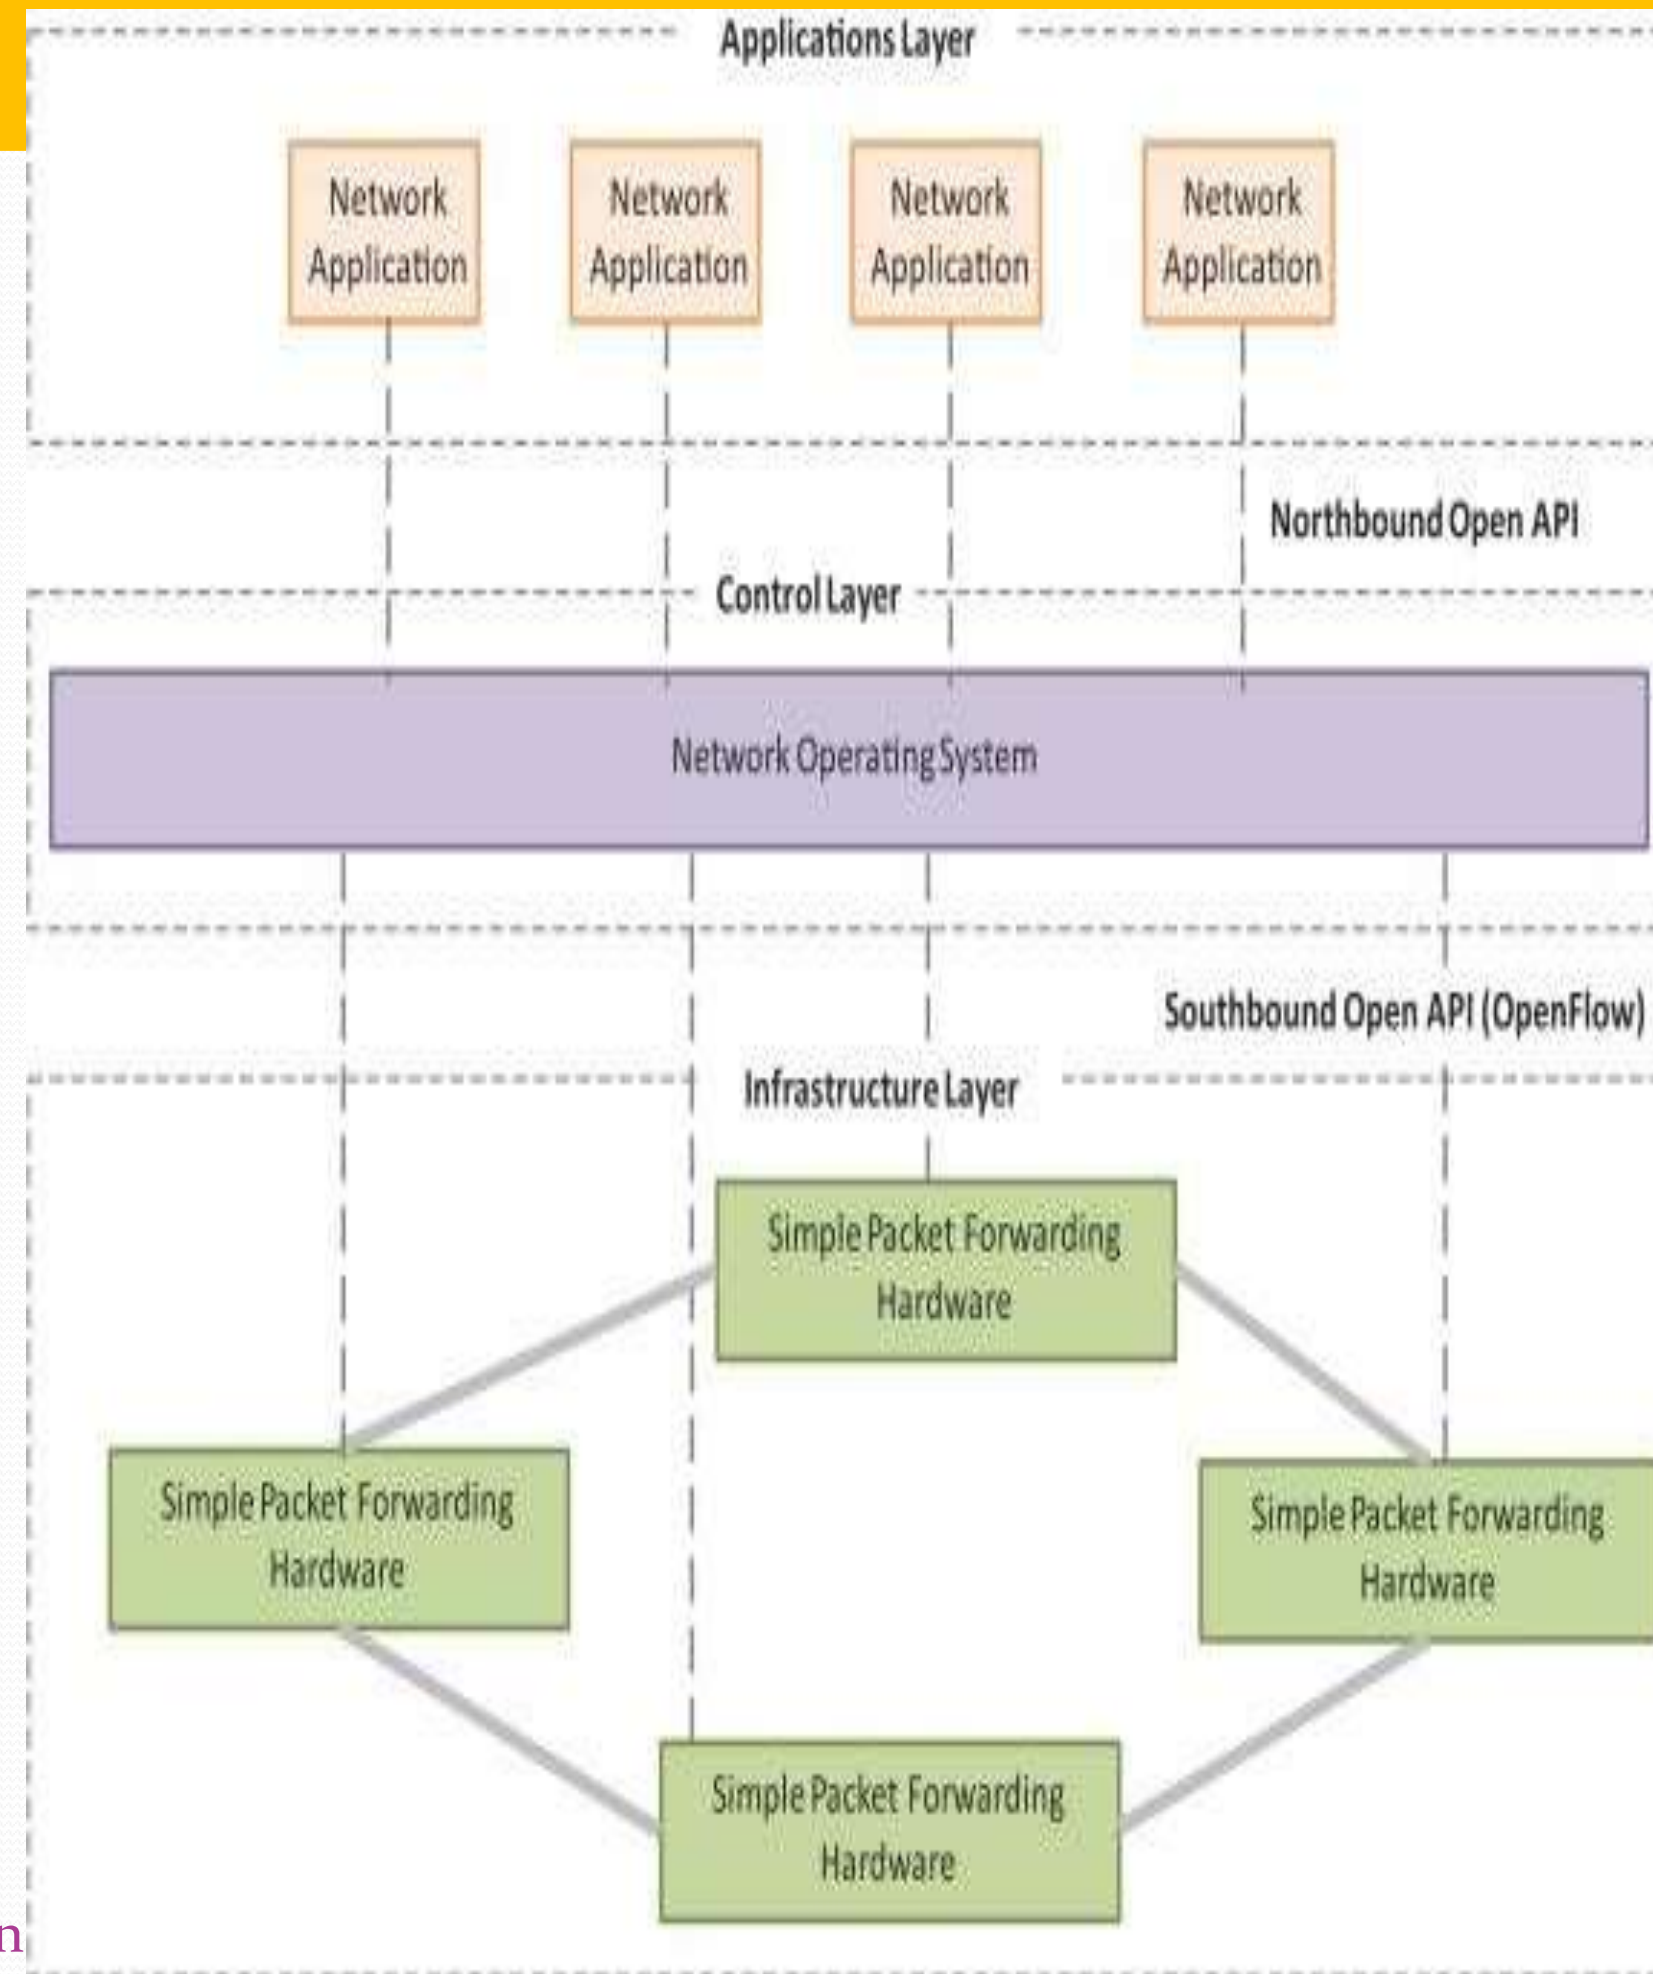 Applications Layer
Network
Application
Network
Application
Network
Application
Network
Application
Northbound Open API
Control Layer
Network Operating System
Southbound Open API (OpenFlow)
Infrastructure Layer
Simple Packet Forwarding
Hardware
Simple Packet Forwarding
Hardware
Simple Packet Forwarding
Hardware
Simple Packet Forwarding
Hardware
n